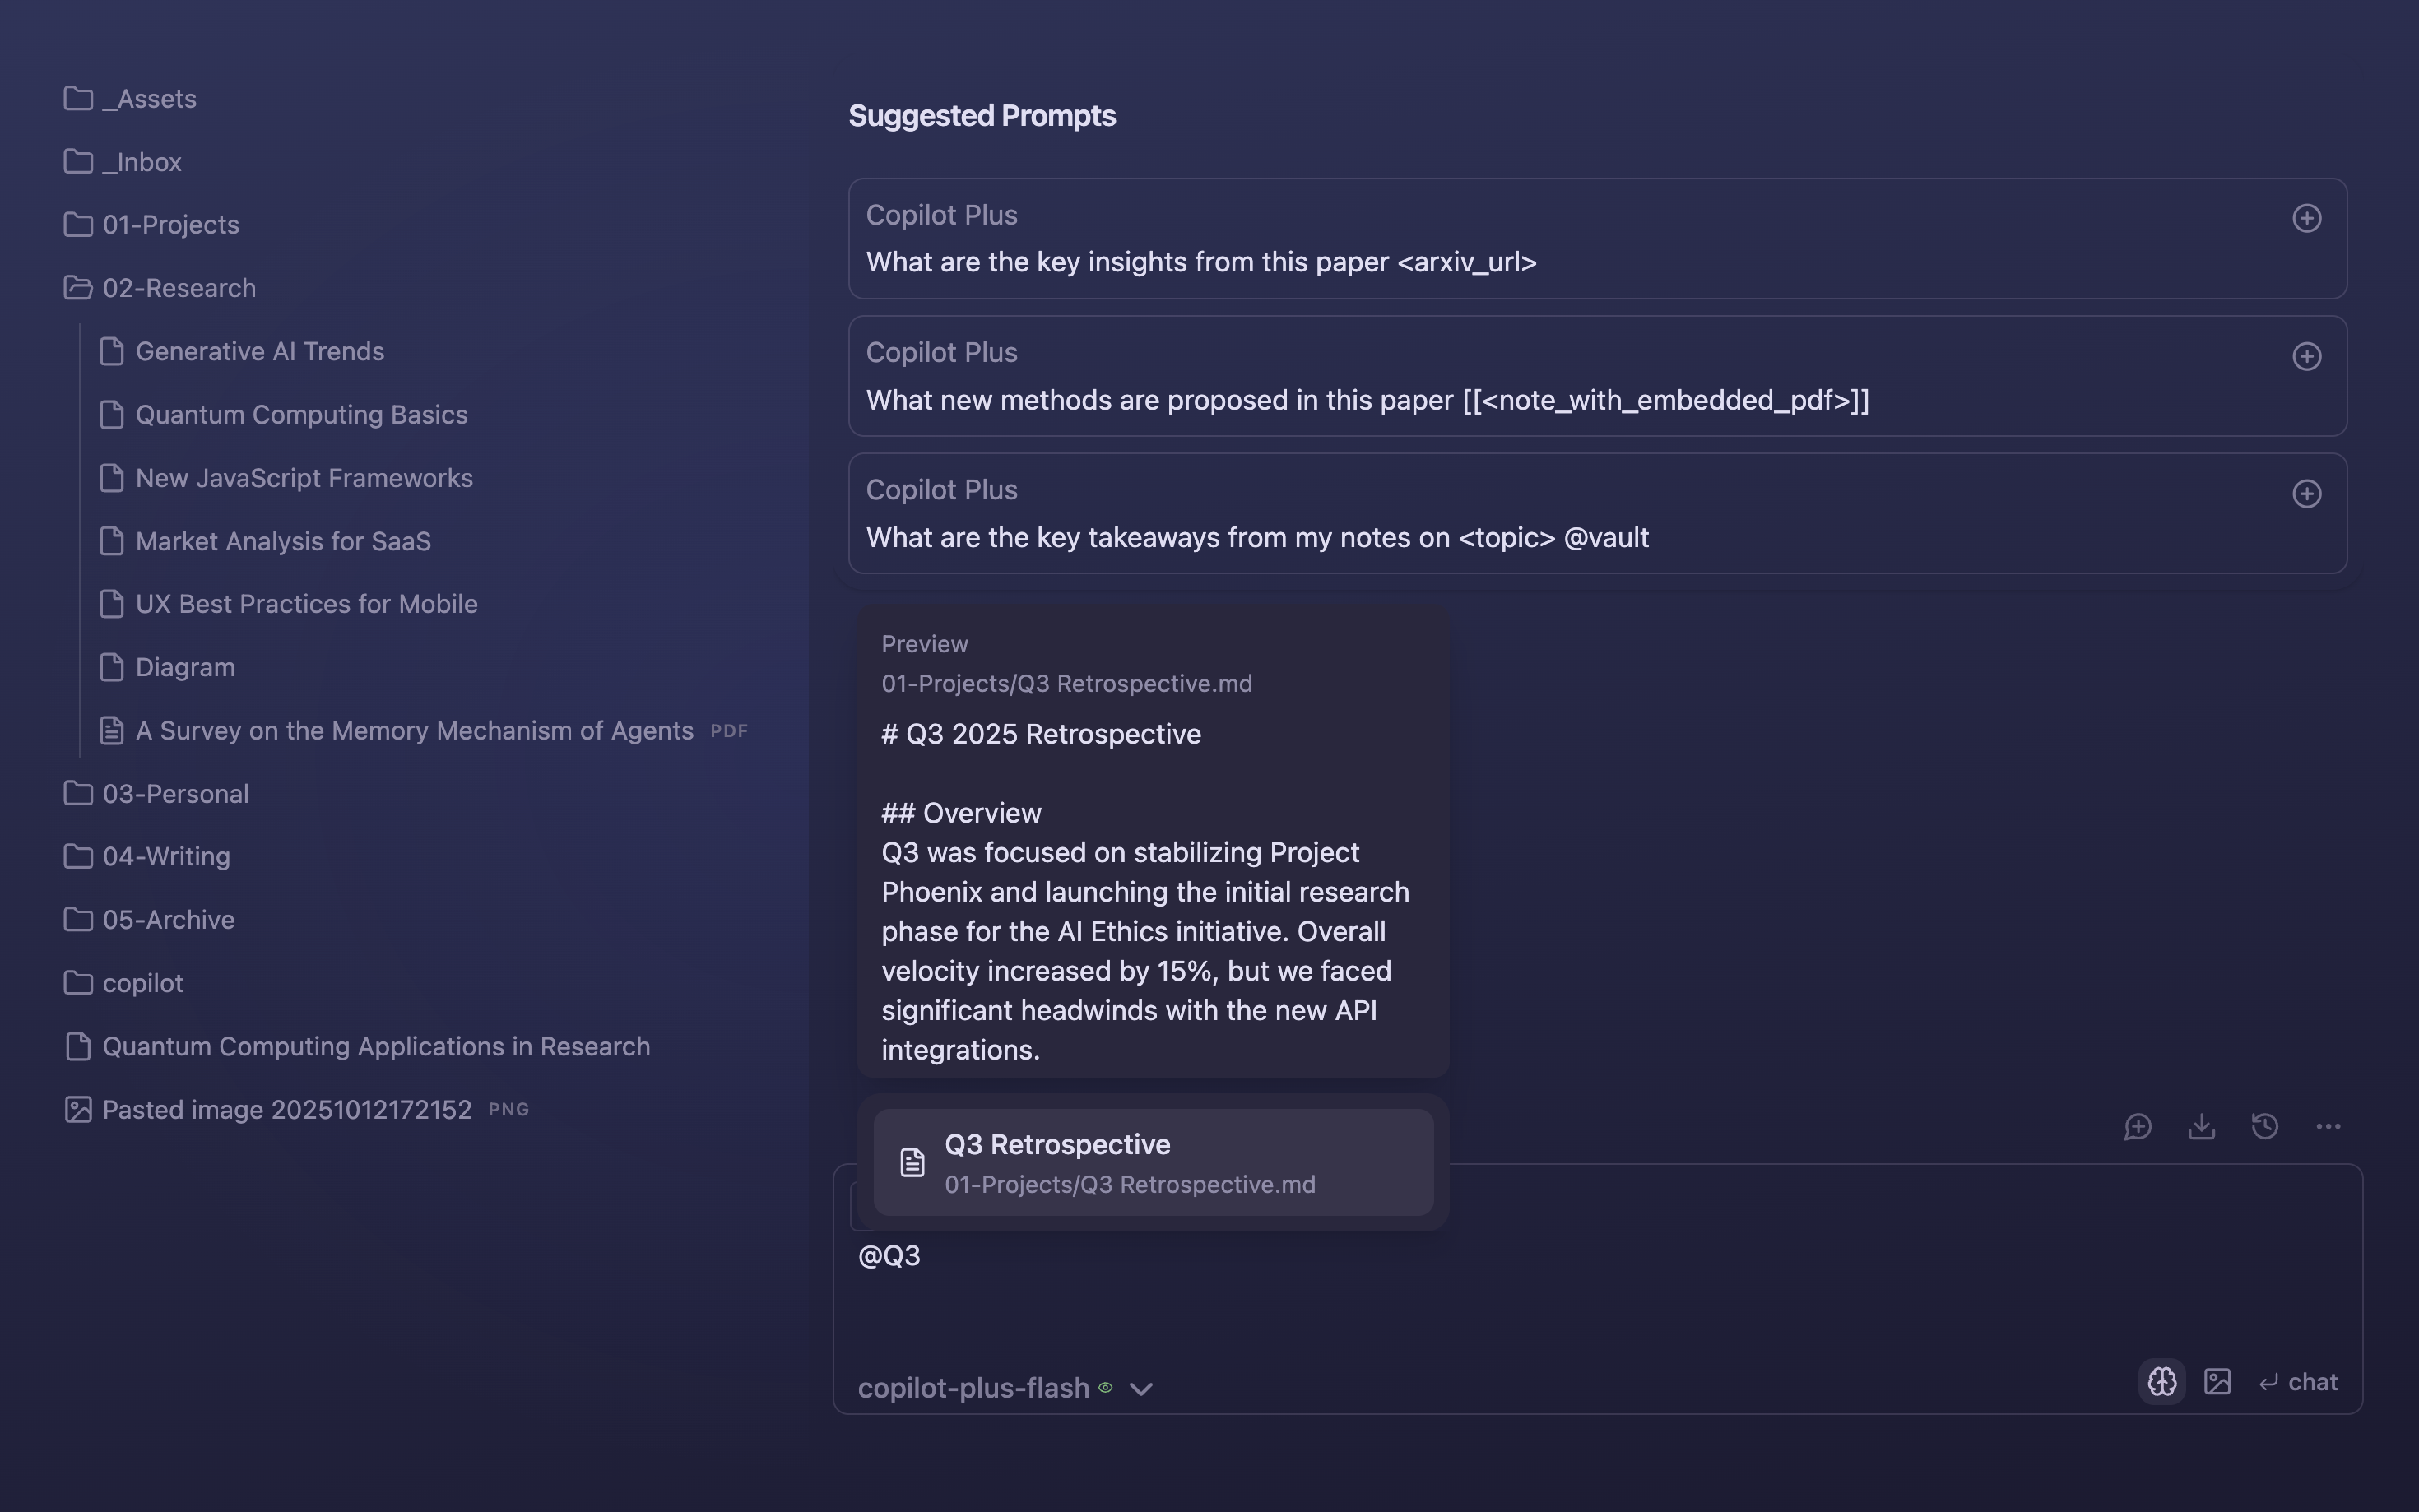 _Assets
_Inbox
01-Projects
02-Research
Generative AI Trends
Quantum Computing Basics
New JavaScript Frameworks
Market Analysis for SaaS
UX Best Practices for Mobile
Diagram
A Survey on the Memory Mechanism of Agents PDF
03-Personal
04-Writing
05-Archive
copilot
Quantum Computing Applications in Research
Pasted image 20251012172152 PNG
Suggested Prompts
Copilot Plus
What are the key insights from this paper <arxiv_url>
Copilot Plus
What new methods are proposed in this paper [[<note_with_embedded_pdf>]]
Copilot Plus
What are the key takeaways from my notes on <topic> @vault
Preview
01-Projects/Q3 Retrospective.md
# Q3 2025 Retrospective
## Overview
Q3 was focused on stabilizing Project
Phoenix and launching the initial research
phase for the AI Ethics initiative. Overall
velocity increased by 15%, but we faced
significant headwinds with the new API
integrations.
Q3 Retrospective
01-Projects/Q3 Retrospective.md
@Q3
copilot-plus-flash
chat